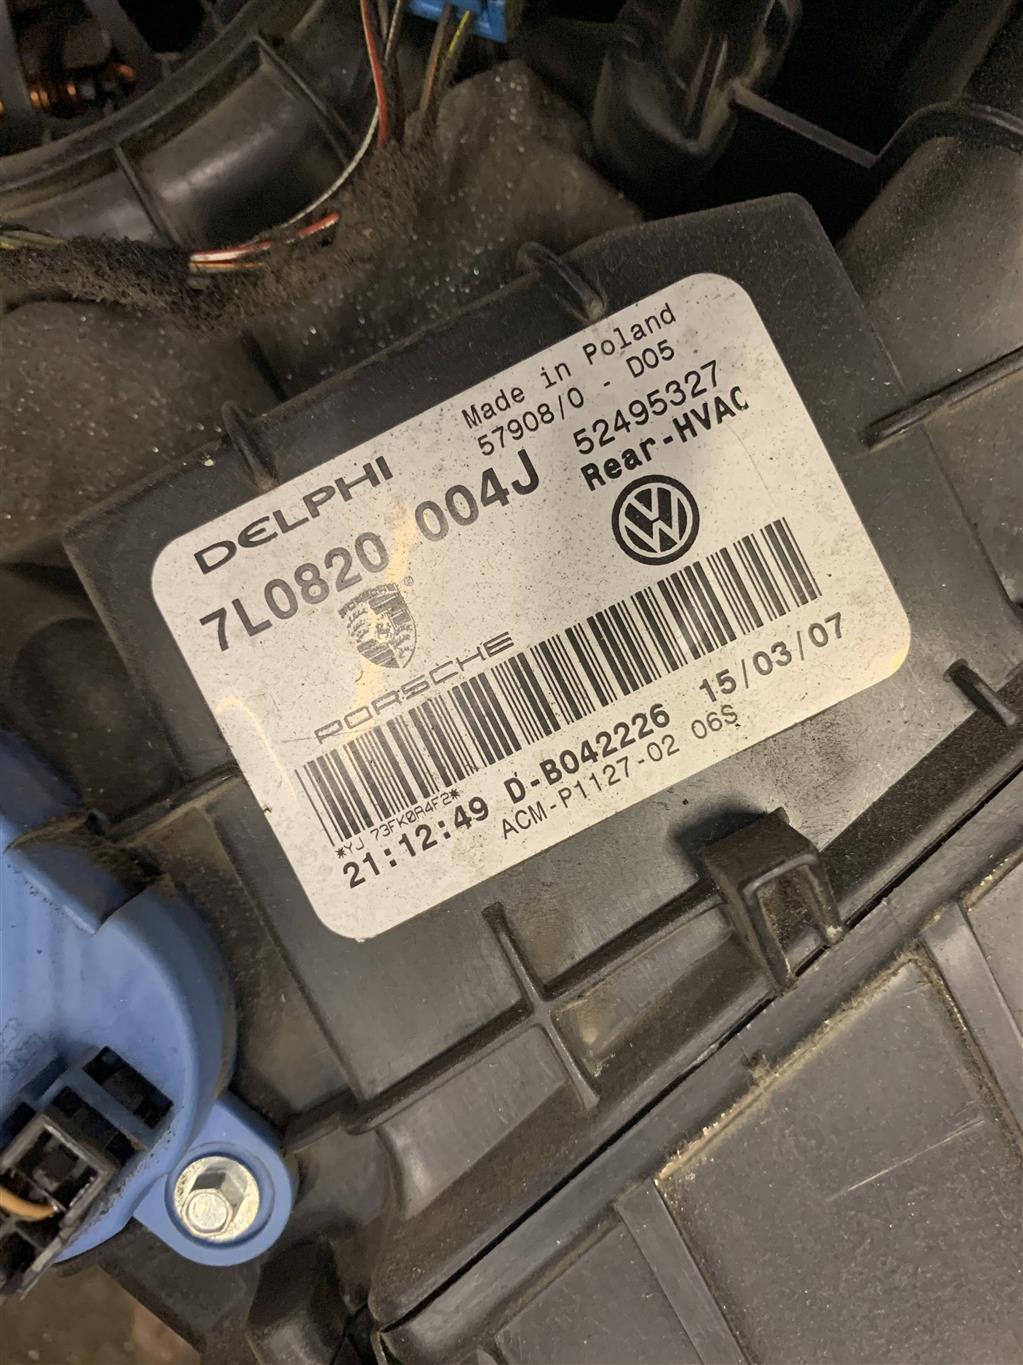 Made in Poland
57908/0 - D05
DELPHI
52495327
7L0820 004J
Rear-HVAC
PORSCHE
*YJ 73FK0R4F2*
21:12:49 D-B042226 15/03/07
ACM-P1127-02 06S